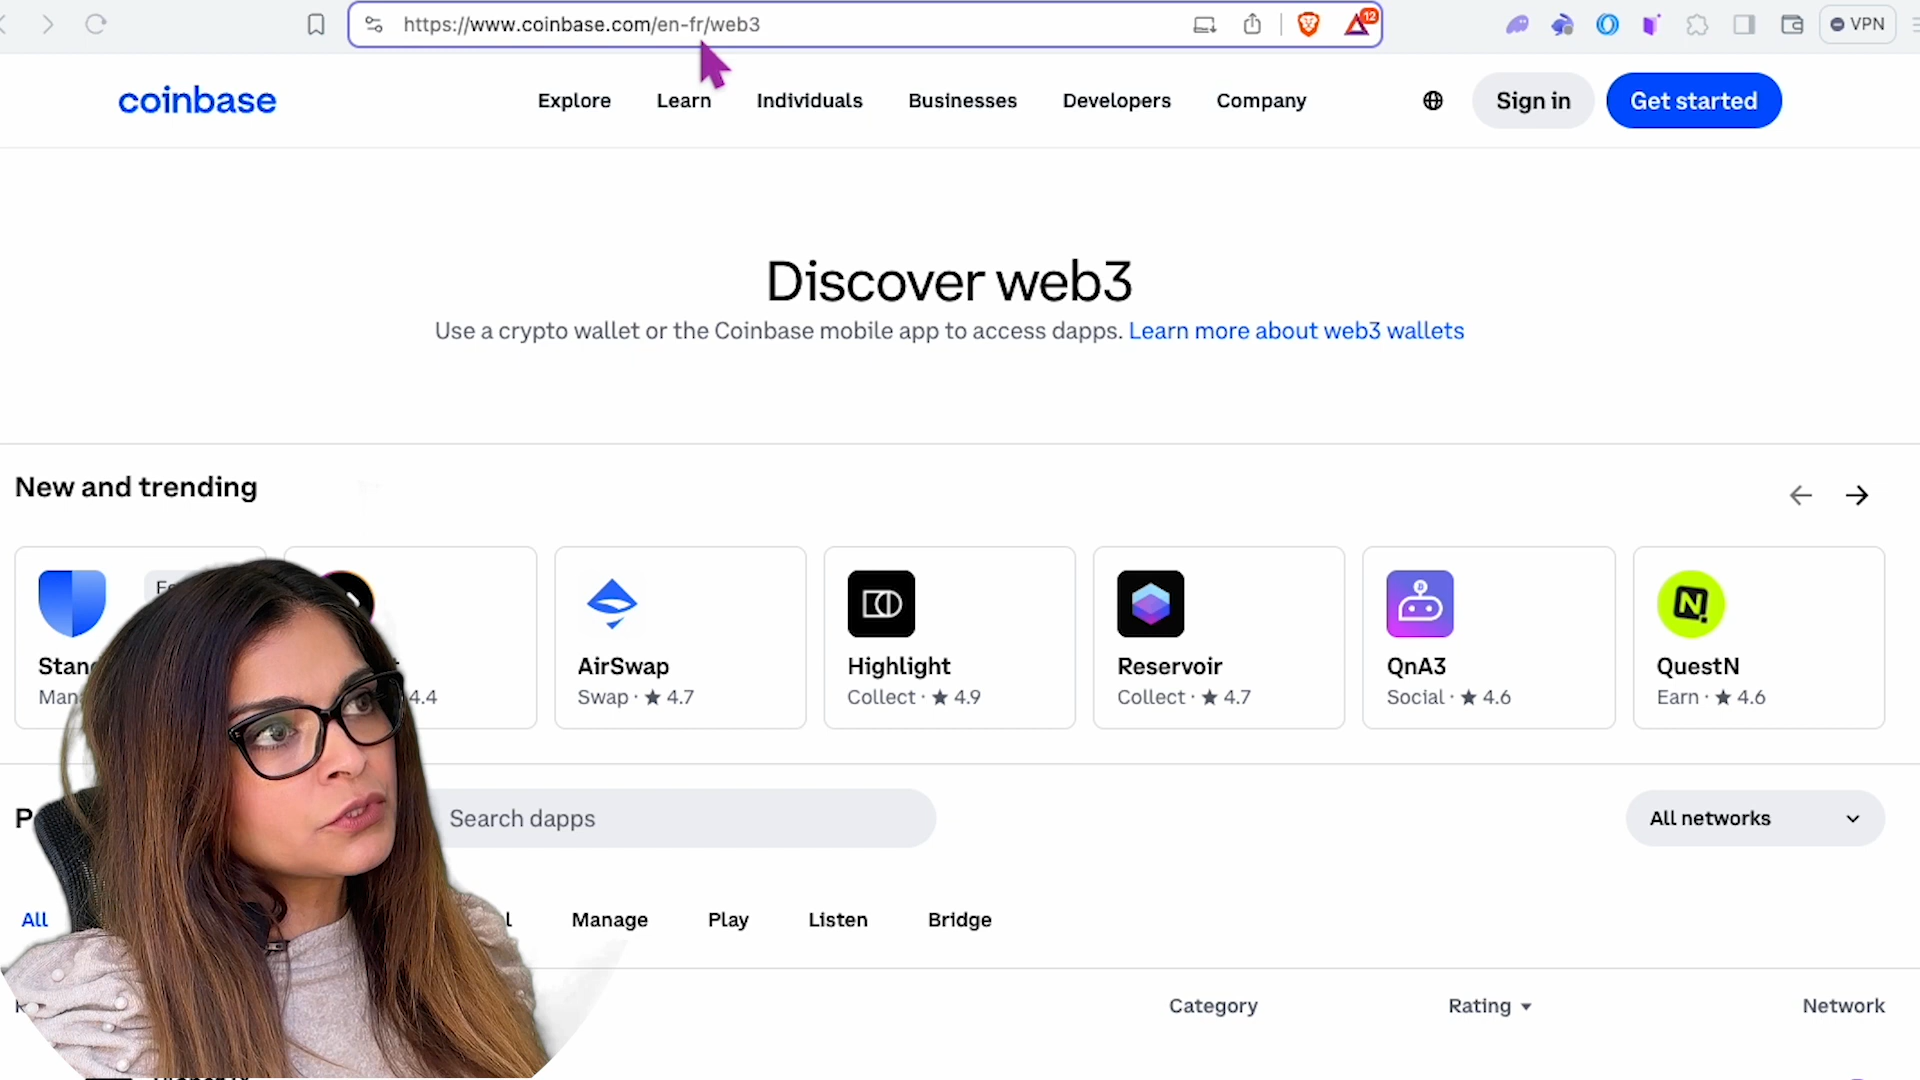 https://www.coinbase.com/en-fr/web3
12
VPN
coinbase
Explore
Learn
Individuals
Businesses
Developers
Company
Sign in
Get started
Discover web3
Use a crypto wallet or the Coinbase mobile app to access dapps. Learn more about web3 wallets
New and trending
AirSwap
Swap · ★ 4.7
Highlight
Collect · ★ 4.9
Reservoir
Collect · ★ 4.7
QnA3
Social · ★ 4.6
QuestN
Earn · ★ 4.6
4.4
Search dapps
All networks
All
Manage
Play
Listen
Bridge
Category
Rating
Network